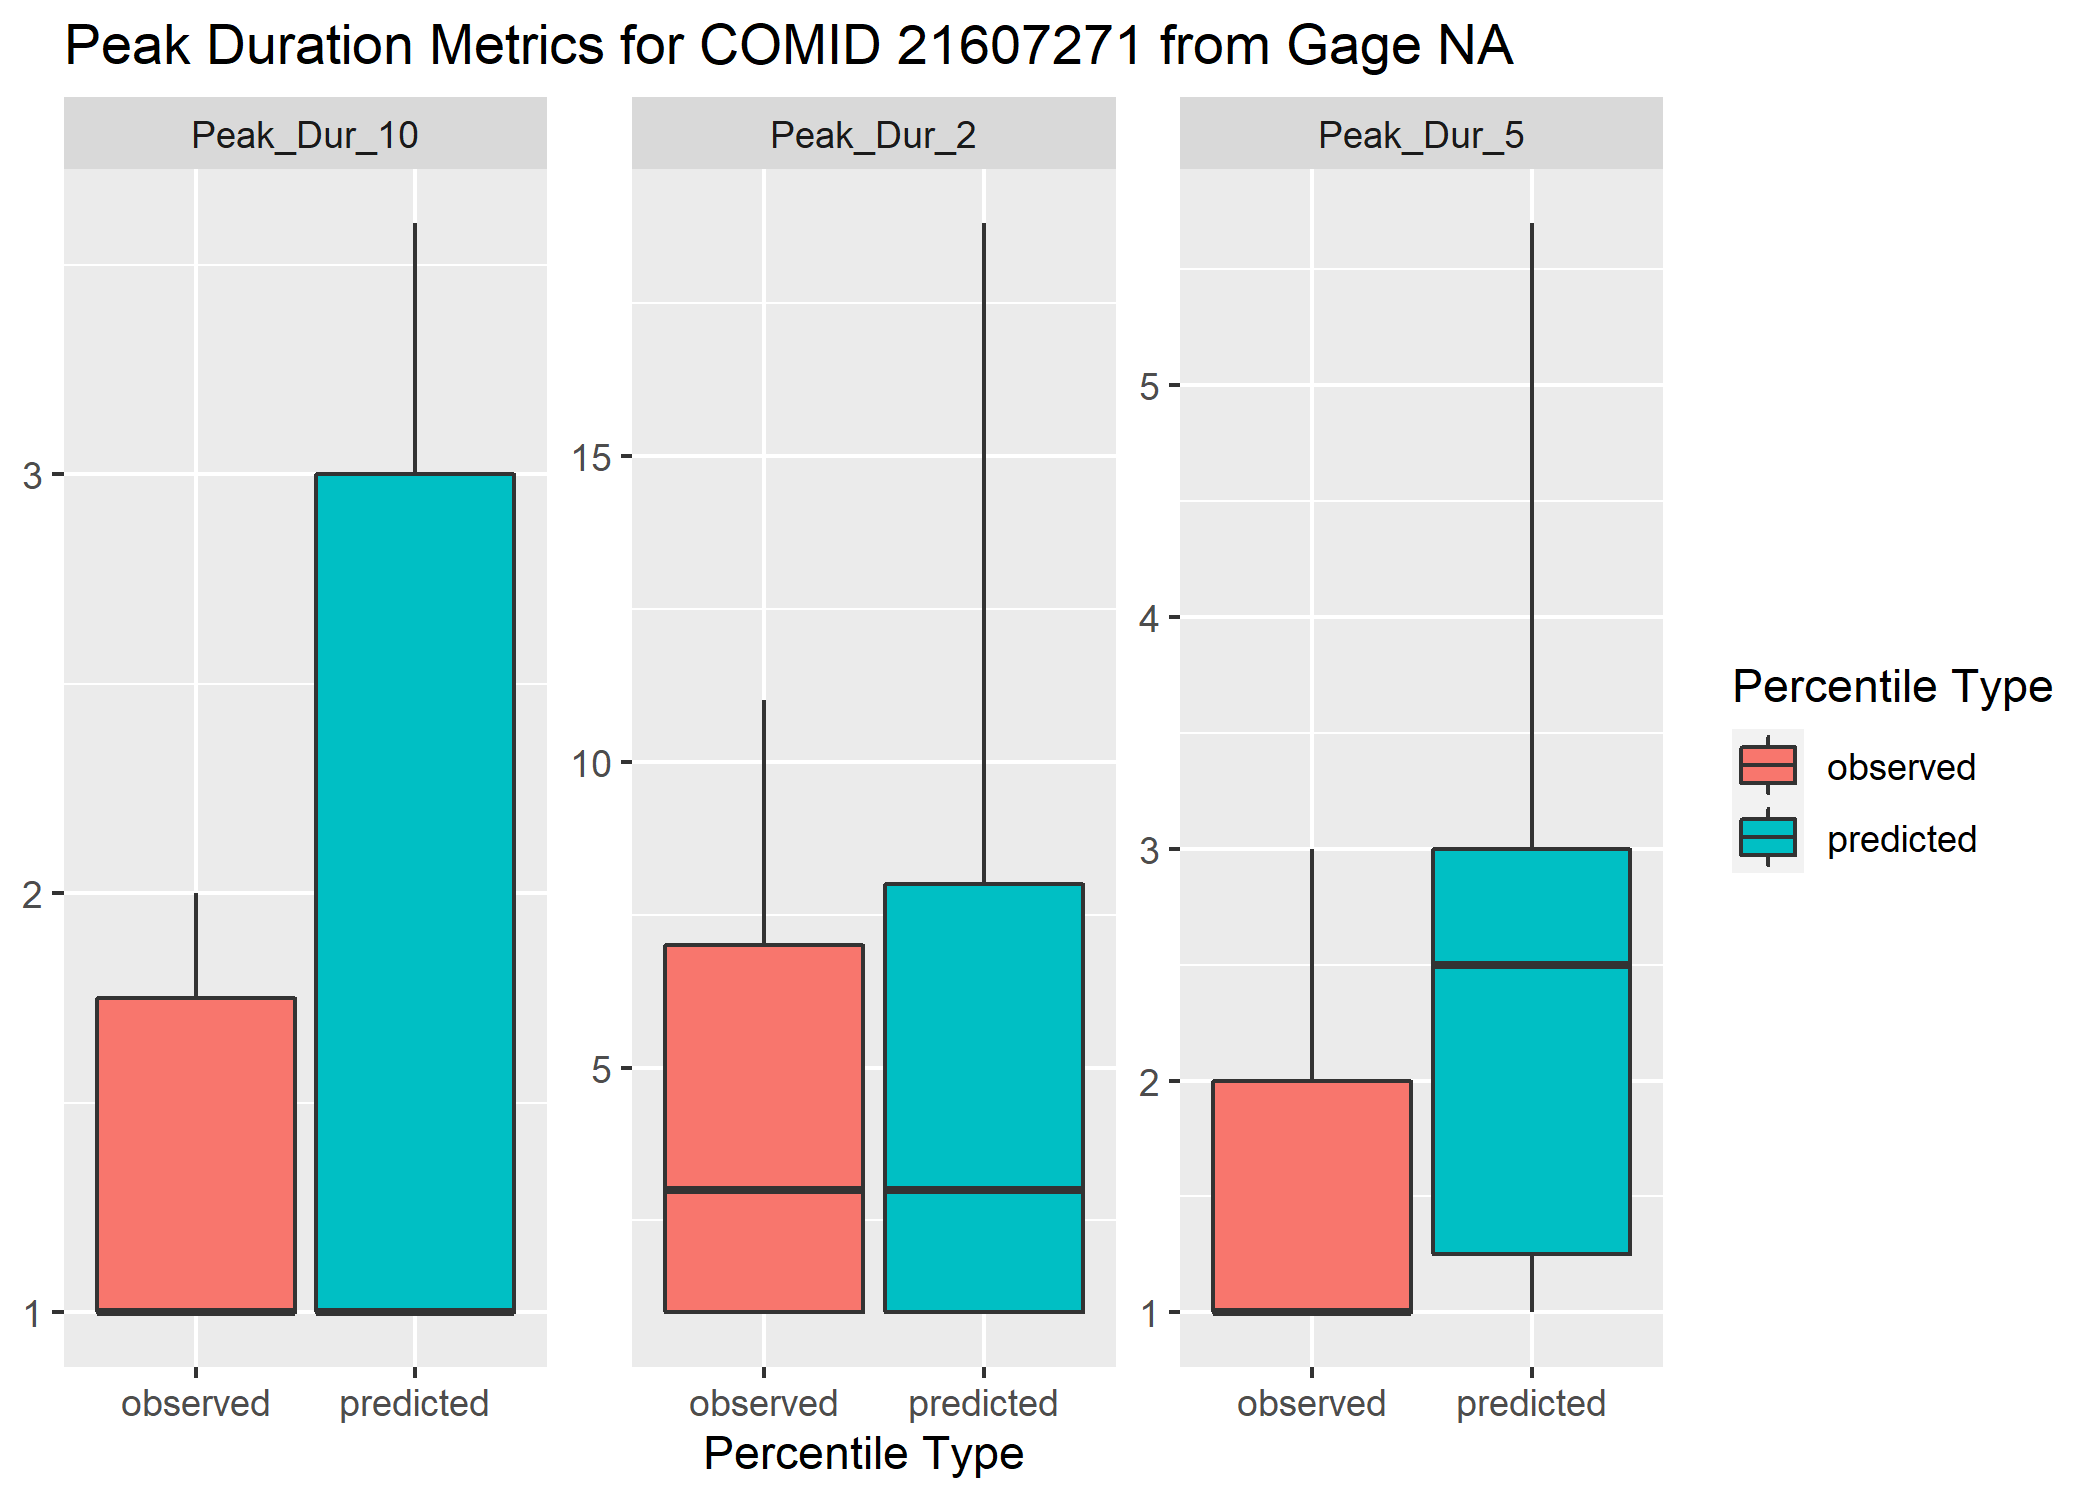 Peak Duration Metrics for COMID 21607271 from Gage NA
Peak_Dur_10
Peak_Dur_2
Peak_Dur_5
3
2
1
15
10
5
5
4
3
2
1
observed predicted
observed predicted
observed predicted
Percentile Type
Percentile Type
observed
predicted